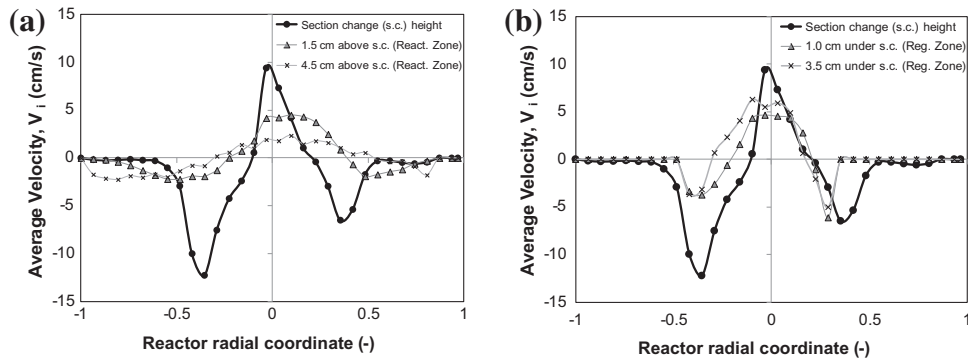 (a)
Average Velocity, V i (cm/s)
15
10
5
0
-5
-10
-15
-1
-0.5
0
0.5
1
Section change (s.c.) height
1.5 cm above s.c. (React. Zone)
4.5 cm above s.c. (React. Zone)
Reactor radial coordinate (-)
(b)
Average Velocity, V i (cm/s)
15
10
5
0
-5
-10
-15
-1
-0.5
0
0.5
1
Section change (s.c.) height
1.0 cm under s.c. (Reg. Zone)
3.5 cm under s.c. (Reg. Zone)
Reactor radial coordinate (-)